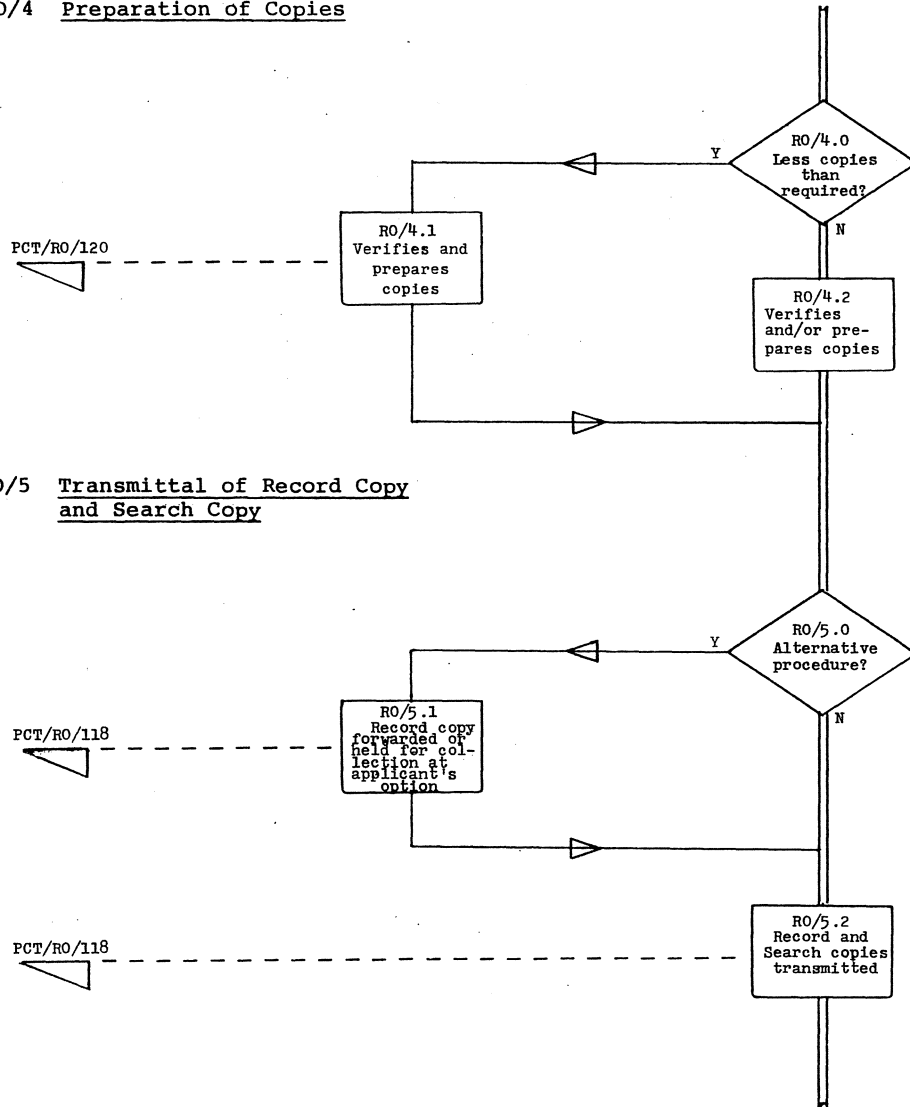 O/4 Preparation of Copies
RO/4.0
Less copies
than
required?
Y
N
RO/4.1
Verifies and
prepares
copies
PCT/RO/120
RO/4.2
Verifies
and/or pre-
pares copies
O/5 Transmittal of Record Copy
and Search Copy
RO/5.0
Alternative
procedure?
Y
N
RO/5.1
Record copy
forwarded or
held for col-
lection at
applicant's
option
PCT/RO/118
RO/5.2
Record and
Search copies
transmitted
PCT/RO/118